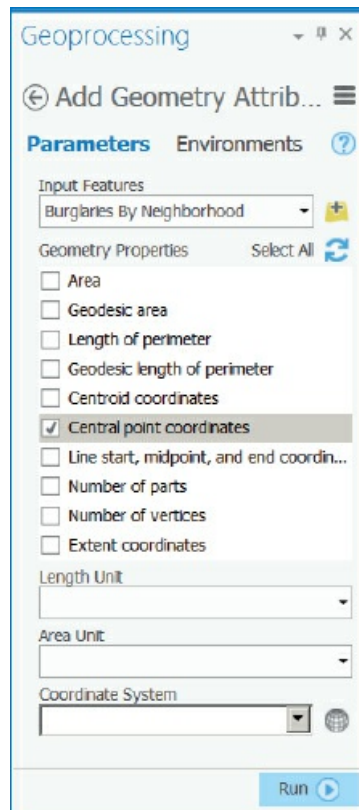 Geoprocessing
Add Geometry Attrib...
Parameters Environments ?
Input Features
Burglaries By Neighborhood
Geometry Properties Select All
Area
Geodesic area
Length of perimeter
Geodesic length of perimeter
Centroid coordinates
Central point coordinates
Line start, midpoint, and end coordin...
Number of parts
Number of vertices
Extent coordinates
Length Unit
Area Unit
Coordinate System
Run